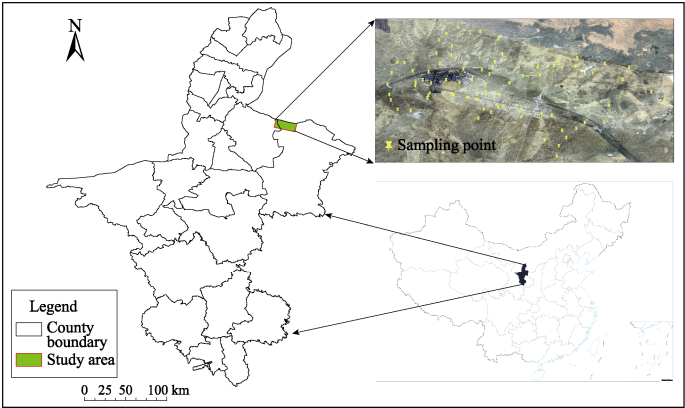 N
Sampling point
Legend
County
boundary
Study area
0 25 50 100 km